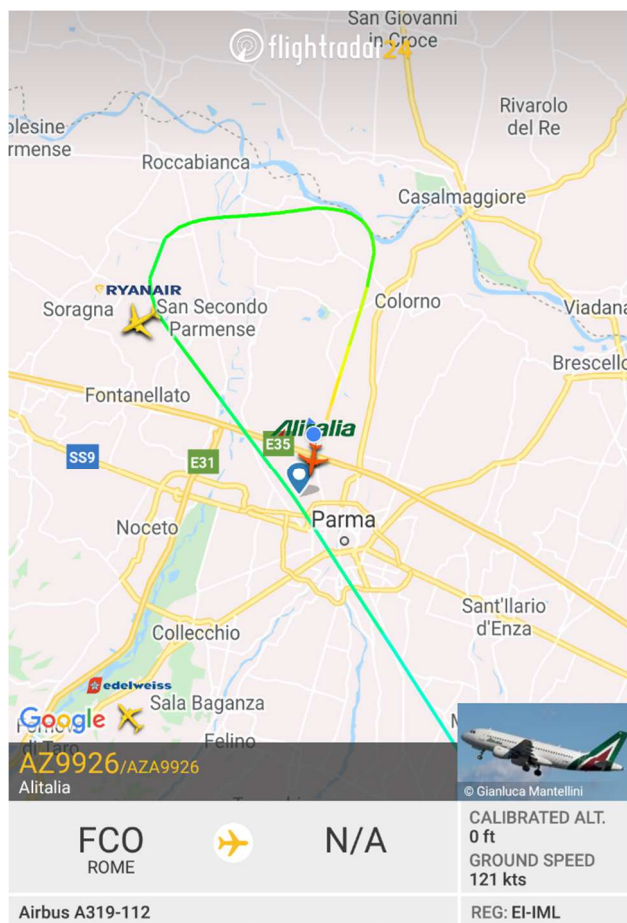 San Giovanni
in Croce
flightradar24
Rivarolo
del Re
olesine
rmense
Roccabianca
Casalmaggiore
RYANAIR
Soragna
San Secondo
Parmense
Colorno
Viadana
Brescello
Fontanellato
Alitalia
E35
SS9
E31
Noceto
Parma
Sant'Ilario
d'Enza
Collecchio
edelweiss
Sala Baganza
Google
di Taro
Felino
AZ9926/AZA9926
Alitalia
© Gianluca Mantellini
FCO
ROME
N/A
CALIBRATED ALT.
0 ft
GROUND SPEED
121 kts
Airbus A319-112
REG: EI-IML